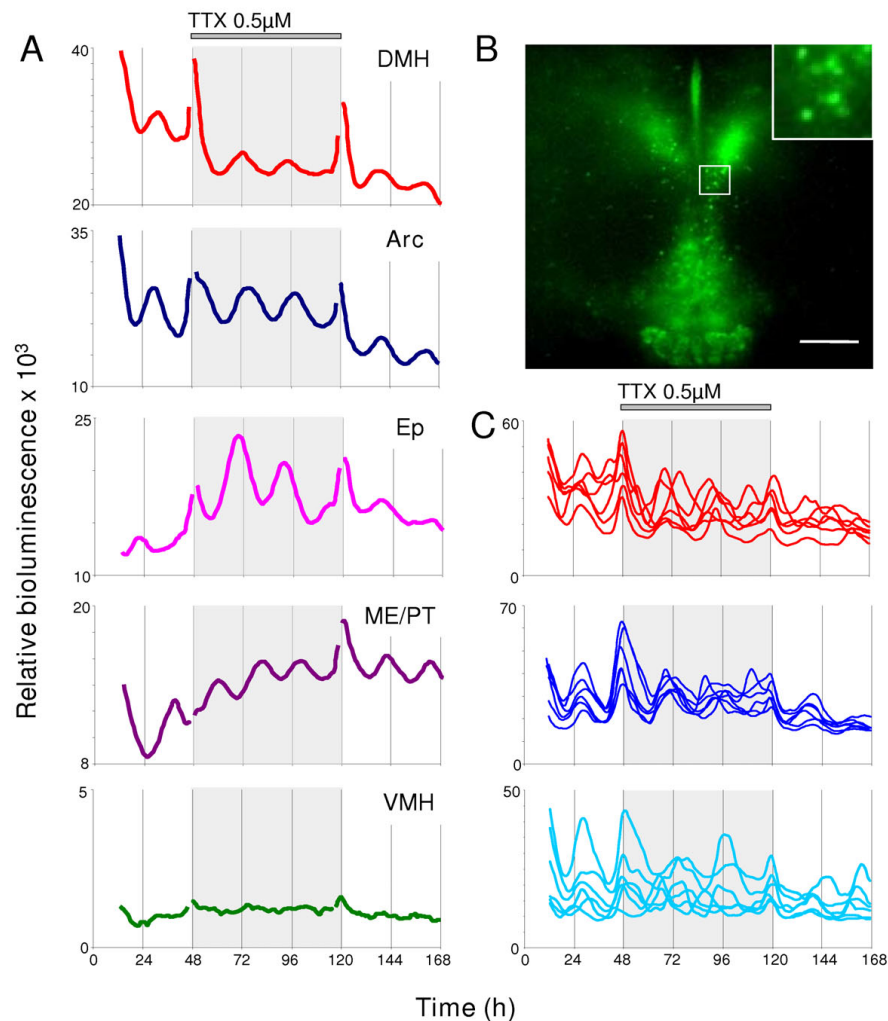 A
TTX 0.5µM
40
DMH
20
35
Arc
10
25
Ep
10
20
ME/PT
8
5
VMH
0
0 24 48 72 96 120 144 168
Relative bioluminescence x 10³
B
C
TTX 0.5µM
60
0
70
0
50
0
0 24 48 72 96 120 144 168
Time (h)